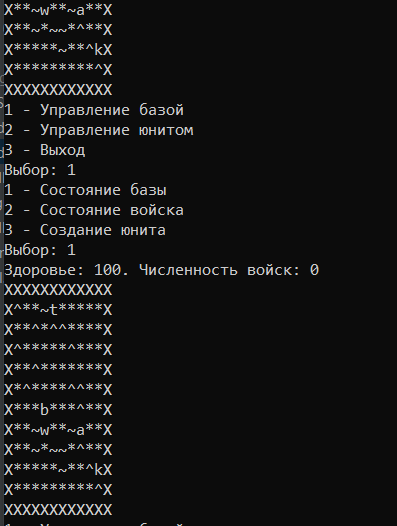 X**~w**~a**X
X**~*~~*^**X
X*****~**^kX
X*********^X
XXXXXXXXXXXX
1 - Управление базой
2 - Управление юнитом
3 - Выход
Выбор: 1
1 - Состояние базы
2 - Состояние войска
3 - Создание юнита
Выбор: 1
Здоровье: 100. Численность войск: 0
XXXXXXXXXXXX
X^**~t*****X
X**^*^^****X
X^*****^***X
X**^*******X
X*^****^^**X
X***b***^**X
X**~w**~a**X
X**~*~~*^**X
X*****~**^kX
X*********^X
XXXXXXXXXXXX